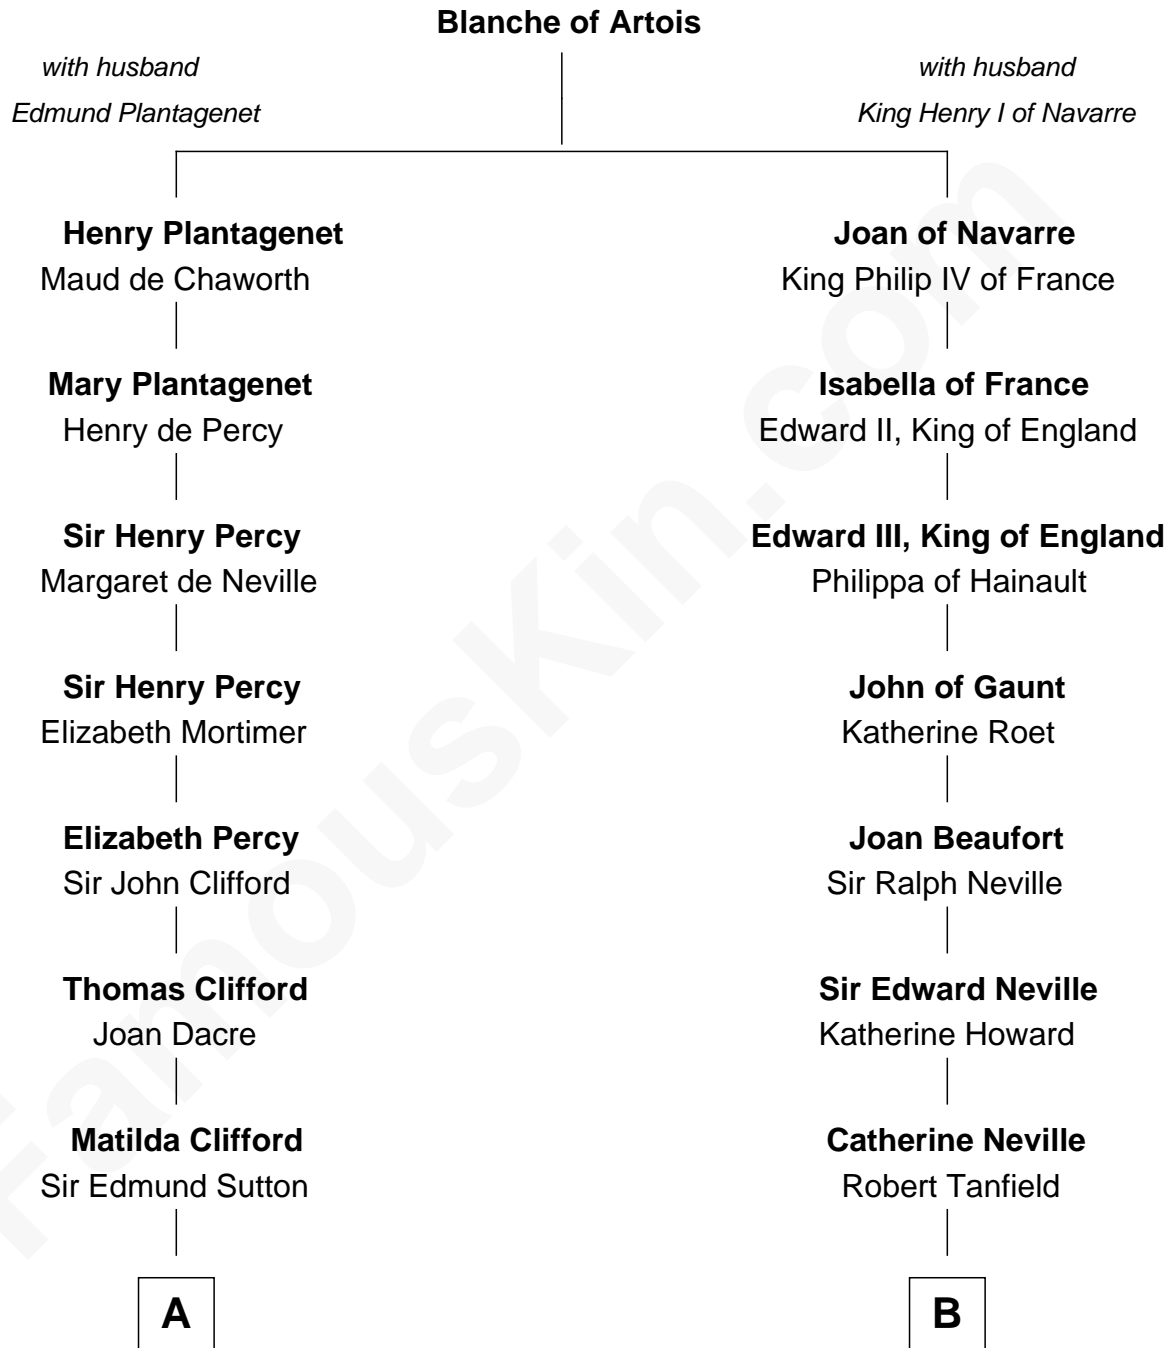 Blanche of Artois
with husband
Edmund Plantagenet
with husband
King Henry I of Navarre
Henry Plantagenet
Maud de Chaworth
Joan of Navarre
King Philip IV of France
Mary Plantagenet
Henry de Percy
Isabella of France
Edward II, King of England
Sir Henry Percy
Margaret de Neville
Edward III, King of England
Philippa of Hainault
Sir Henry Percy
Elizabeth Mortimer
John of Gaunt
Katherine Roet
Elizabeth Percy
Sir John Clifford
Joan Beaufort
Sir Ralph Neville
Thomas Clifford
Joan Dacre
Sir Edward Neville
Katherine Howard
Matilda Clifford
Sir Edmund Sutton
Catherine Neville
Robert Tanfield
A
B
FamousKin.com